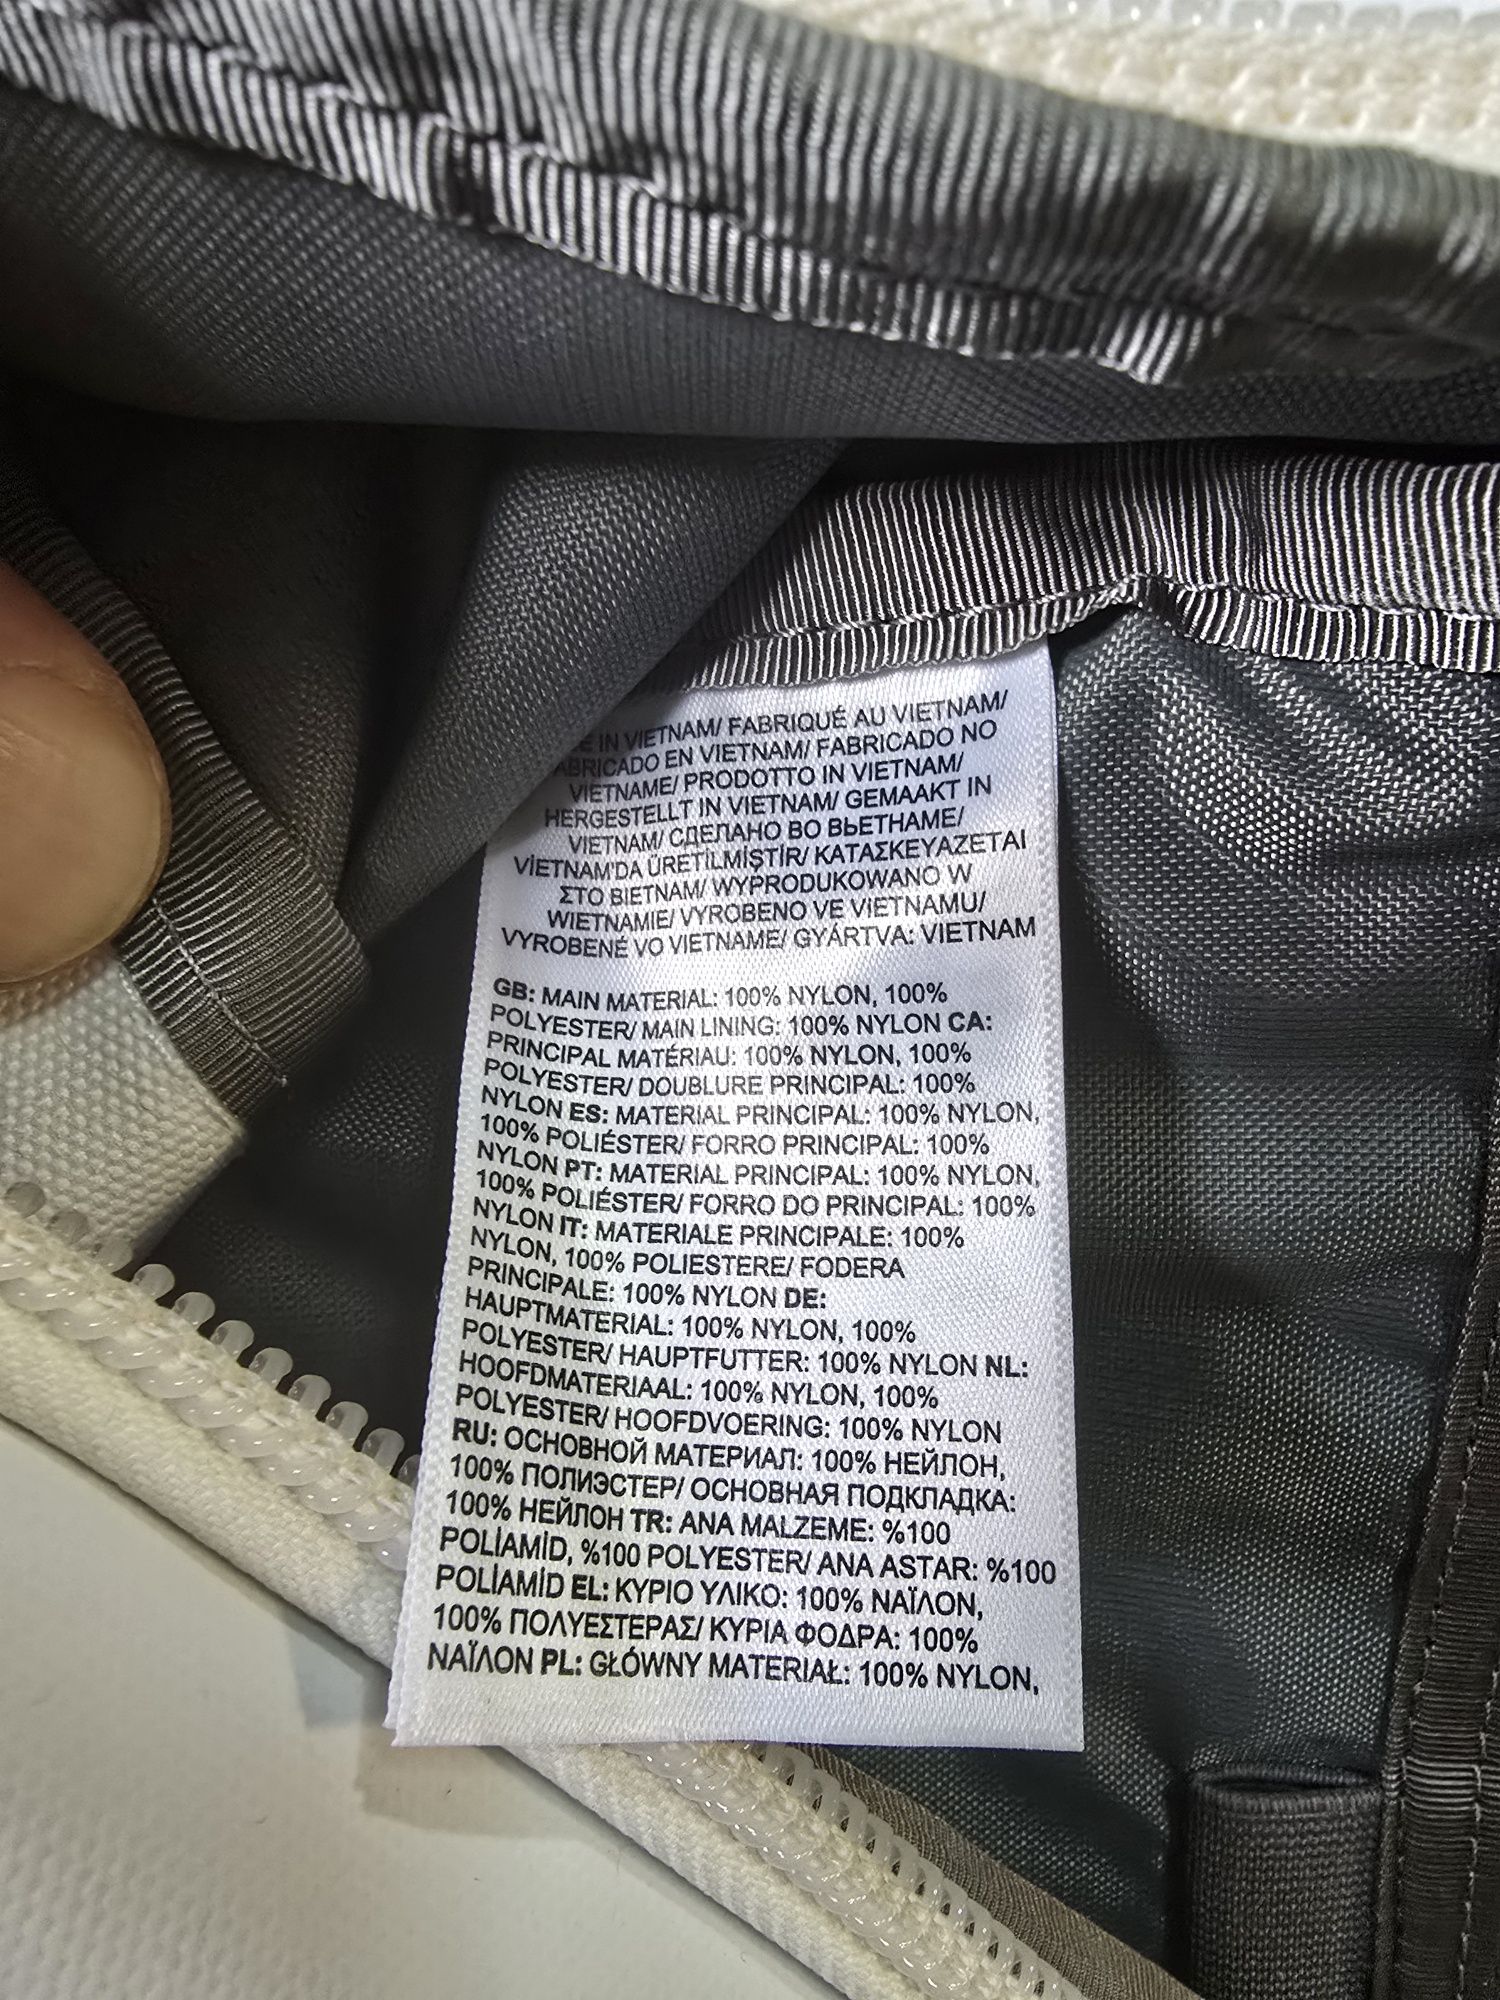 IN VIETNAM/ FABRIQUÉ AU VIETNAM/
FABRICADO EN VIETNAM/ FABRICADO NO
VIETNAME/ PRODOTTO IN VIETNAM/
HERGESTELLT IN VIETNAM/ GEMAAKT IN
VIETNAM/ СДЕЛАНО ВО ВЬЕТНАМЕ/
VİETNAM'DA ÜRETİLMİŞTİR/ ΚΑΤΑΣΚΕΥΑΖΕΤΑΙ
ΣΤΟ ΒΙΕΤΝΑΜ/ WYPRODUKOWANO W
WIETNAMIE/ VYROBENO VE VIETNAMU/
VYROBENÉ VO VIETNAME/ GYÁRTVA: VIETNAM
GB: MAIN MATERIAL: 100% NYLON, 100%
POLYESTER/ MAIN LINING: 100% NYLON CA:
PRINCIPAL MATÉRIAU: 100% NYLON, 100%
POLYESTER/ DOUBLURE PRINCIPAL: 100%
NYLON ES: MATERIAL PRINCIPAL: 100% NYLON,
100% POLIÉSTER/ FORRO PRINCIPAL: 100%
NYLON PT: MATERIAL PRINCIPAL: 100% NYLON,
100% POLIÉSTER/ FORRO DO PRINCIPAL: 100%
NYLON IT: MATERIALE PRINCIPALE: 100%
NYLON, 100% POLIESTERE/ FODERA
PRINCIPALE: 100% NYLON DE:
HAUPTMATERIAL: 100% NYLON, 100%
POLYESTER/ HAUPTFUTTER: 100% NYLON NL:
HOOFDMATERIAAL: 100% NYLON, 100%
POLYESTER/ HOOFDVOERING: 100% NYLON
RU: ОСНОВНОЙ МАТЕРИАЛ: 100% НЕЙЛОН,
100% ПОЛИЭСТЕР/ ОСНОВНАЯ ПОДКЛАДКА:
100% НЕЙЛОН TR: ANA MALZEME: %100
POLİAMİD, %100 POLYESTER/ ANA ASTAR: %100
POLİAMİD EL: ΚΥΡΙΟ ΥΛΙΚΟ: 100% ΝΑΪΛΟΝ,
100% ΠΟΛΥΕΣΤΕΡΑΣ/ ΚΥΡΙΑ ΦΟΔΡΑ: 100%
ΝΑΪΛΟΝ PL: GŁÓWNY MATERIAŁ: 100% NYLON,